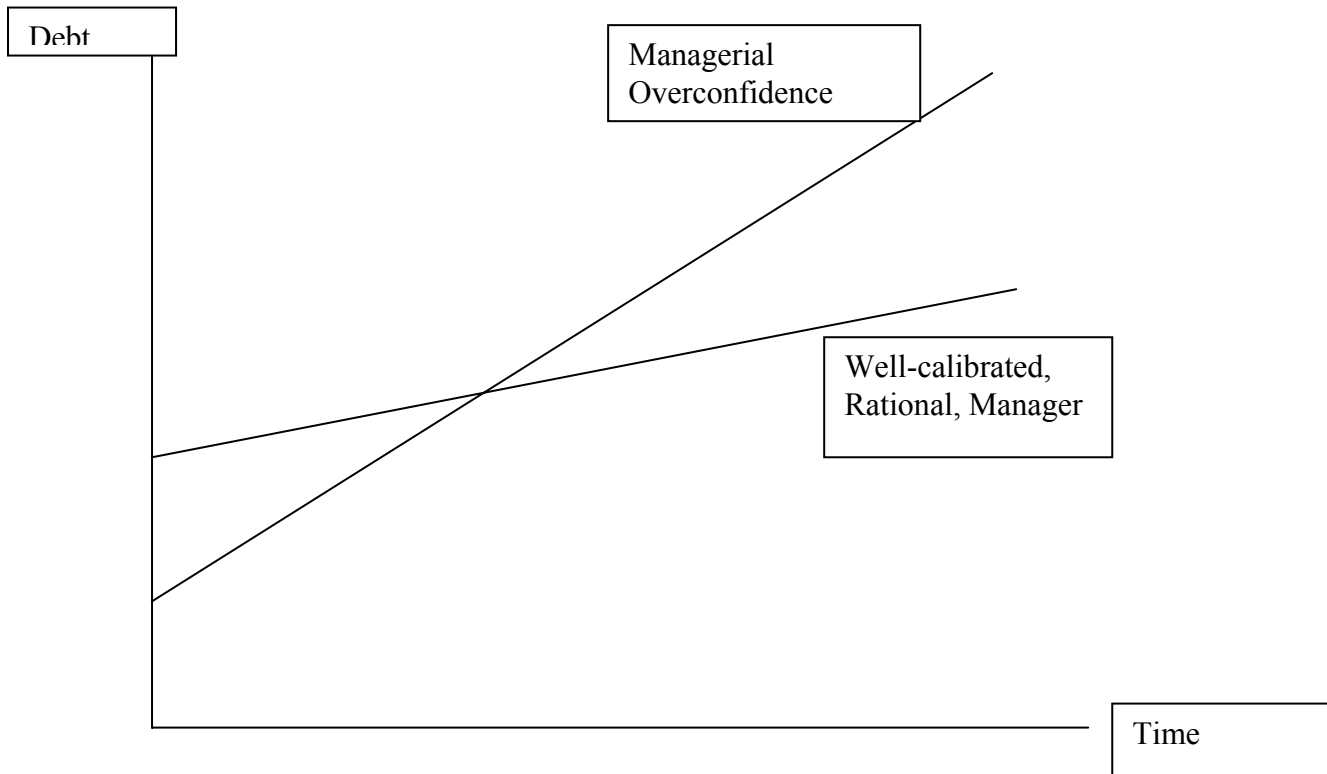 Debt
Managerial
Overconfidence
Well-calibrated,
Rational, Manager
Time